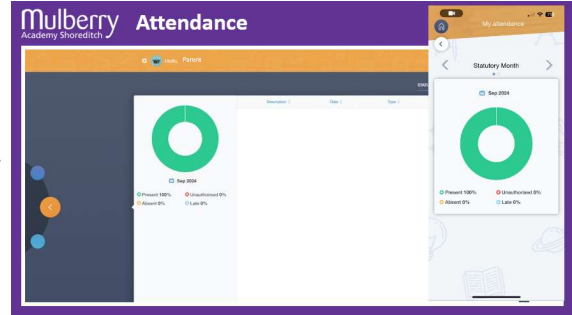 Mulberry
Academy Shoreditch
Attendance
Hello, Parent
Description
Date
Type
Sep 2024
Present 100%
Unauthorised 0%
Absent 0%
Late 0%
My attendance
Statutory Month
Sep 2024
Present 100%
Unauthorised 0%
Absent 0%
Late 0%